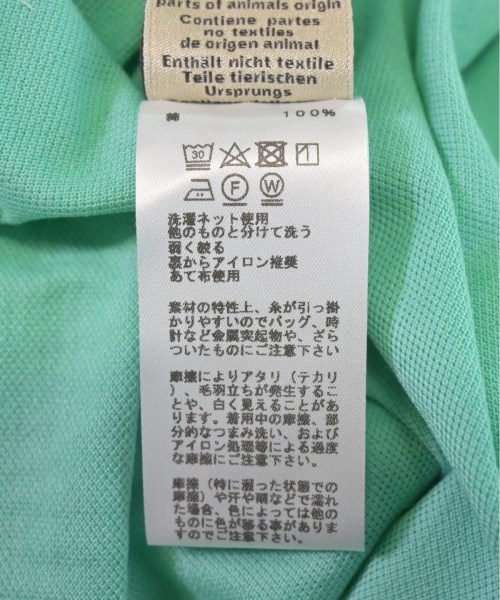 parts of animals origin
Contiene partes
no textiles
de origen animal
Enthält nicht textile
Teile tierischen
Ursprungs
綿 100%
30
1
F
W
洗濯ネット使用
他のものと分けて洗う
弱く絞る
裏からアイロン推奨
あて布使用
素材の特性上、糸が引っ掛
かりやすいのでバッグ、時
計など金属突起物や、ざら
ついたものにご注意下さい
摩擦によりアタリ(テカリ
)、毛羽立ちが発生するこ
とや、白く見えることがあ
ります。着用中の摩擦、部
分的なつまみ洗い、および
アイロン処理等による過度
な摩擦にご注意下さい。
摩擦(特に湿った状態での
摩擦)や汗や雨などで濡れ
た場合、色によっては他の
ものに色が移る事がありま
すのでご注意下さい。